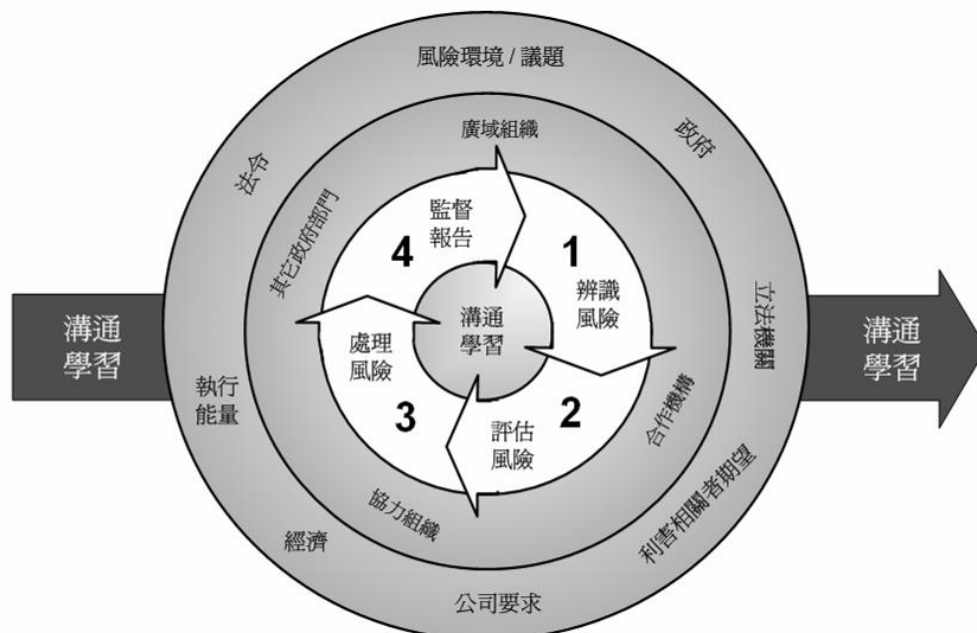 風險環境 / 議題
政府
法令
廣域組織
其它政府部門
監督
報告
4
1
辨識
風險
立法機關
溝通
學習
溝通
學習
溝通
學習
處理
風險
3
2
評估
風險
合作機構
執行
能量
協力組織
利害相關者期望
經濟
公司要求